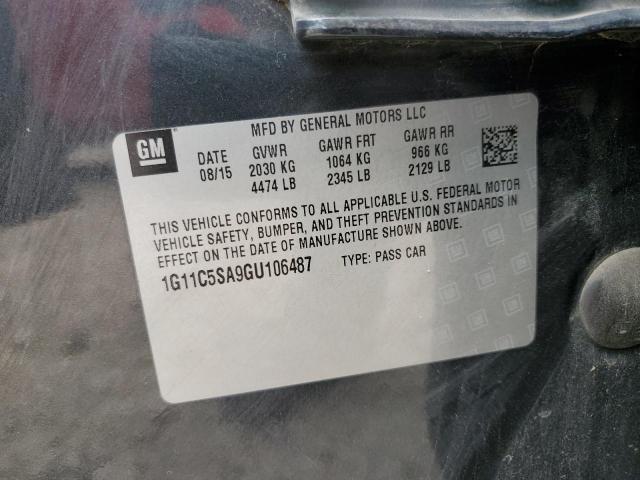 MFD BY GENERAL MOTORS LLC
GM
DATE GVWR GAWR FRT GAWR RR
08/15 2030 KG 1064 KG 966 KG
4474 LB 2345 LB 2129 LB
THIS VEHICLE CONFORMS TO ALL APPLICABLE U.S. FEDERAL MOTOR
VEHICLE SAFETY, BUMPER, AND THEFT PREVENTION STANDARDS IN
EFFECT ON THE DATE OF MANUFACTURE SHOWN ABOVE.
1G11C5SA9GU106487 TYPE: PASS CAR